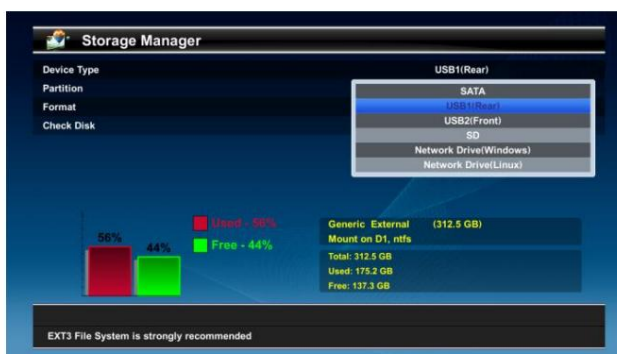 Storage Manager
Device Type USB1(Rear)
Partition
Format
Check Disk
SATA
USB1(Rear)
USB2(Front)
SD
Network Drive(Windows)
Network Drive(Linux)
56%
44%
Used - 56%
Free - 44%
Generic External (312.5 GB)
Mount on D1, ntfs
Total: 312.5 GB
Used: 175.2 GB
Free: 137.3 GB
EXT3 File System is strongly recommended